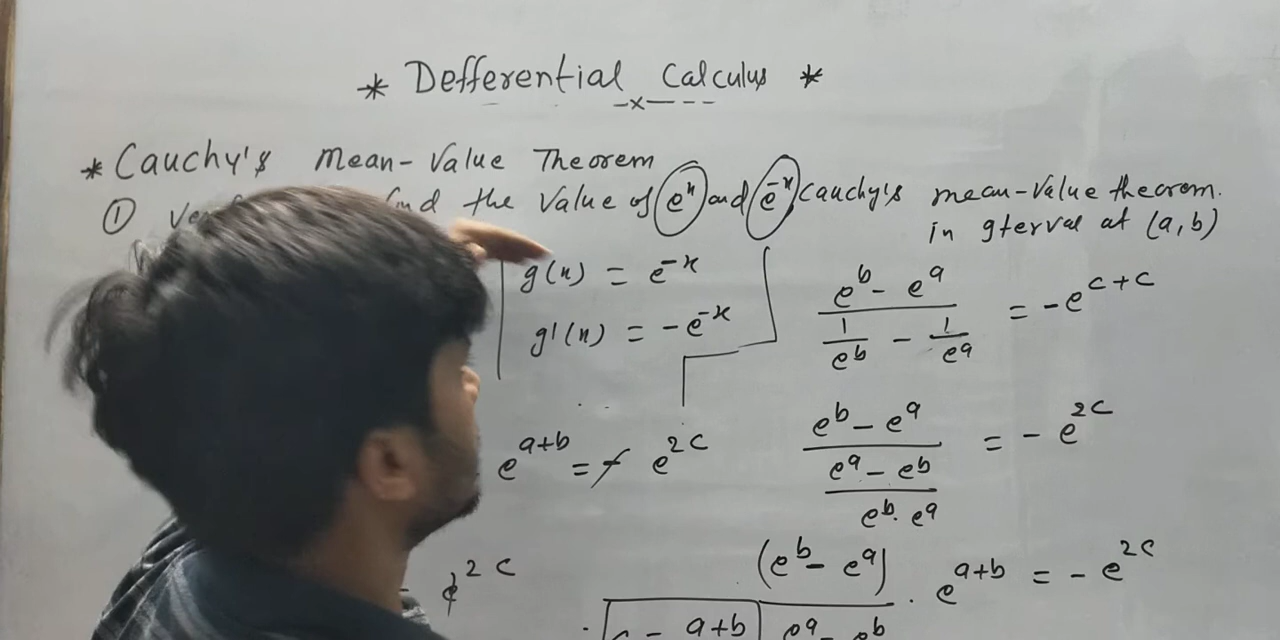 * Defferential Calculus *
* Cauchy's mean-Value Theorem
① the Value of e^x and e^-x Cauchy's mean-Value theorem.
in gterval at (a,b)
g(x) = e^-x
g'(x) = -e^-x
e^b - e^a / 1/e^b - 1/e^a = -e^c+c
e^a+b = - e^2c
e^b - e^a / e^a - e^b / e^b . e^a = - e^2c
e^2c
(e^b - e^a) / e^a - e^b . e^a+b = - e^2c
a+b